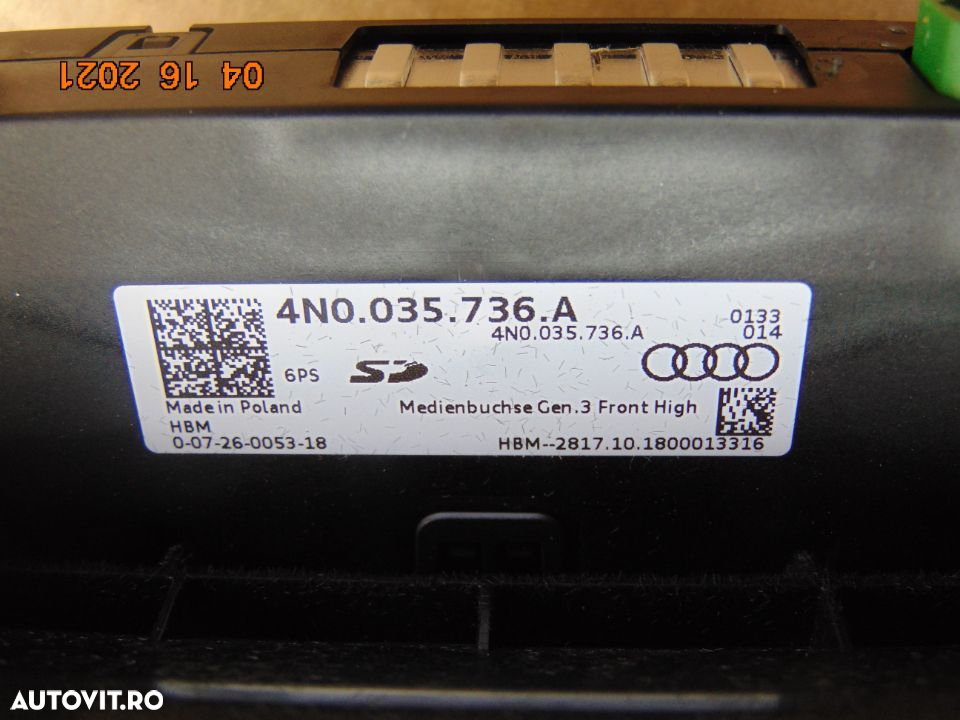 04 16 2021
4N0.035.736.A
4N0.035.736.A
0133
014
6PS
SD
Made in Poland
Medienbuchse Gen.3 Front High
HBM
0-07-26-0053-18
HBM--2817.10.1800013316
AUTOVIT.RO